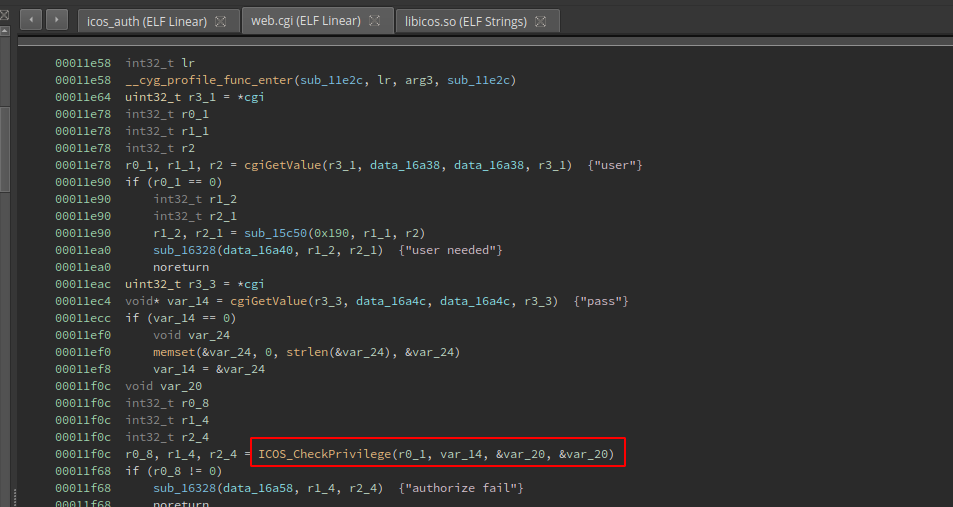 icos_auth (ELF Linear) web.cgi (ELF Linear) libicos.so (ELF Strings)
00011e58 int32_t lr
00011e58 __cyg_profile_func_enter(sub_11e2c, lr, arg3, sub_11e2c)
00011e64 uint32_t r3_1 = *cgi
00011e78 int32_t r0_1
00011e78 int32_t r1_1
00011e78 int32_t r2
00011e78 r0_1, r1_1, r2 = cgiGetValue(r3_1, data_16a38, data_16a38, r3_1) {"user"}
00011e90 if (r0_1 == 0)
00011e90 int32_t r1_2
00011e90 int32_t r2_1
00011e90 r1_2, r2_1 = sub_15c50(0x190, r1_1, r2)
00011ea0 sub_16328(data_16a40, r1_2, r2_1) {"user needed"}
00011ea0 noreturn
00011eac uint32_t r3_3 = *cgi
00011ec4 void* var_14 = cgiGetValue(r3_3, data_16a4c, data_16a4c, r3_3) {"pass"}
00011ecc if (var_14 == 0)
00011ef0 void var_24
00011ef0 memset(&var_24, 0, strlen(&var_24), &var_24)
00011ef8 var_14 = &var_24
00011f0c void var_20
00011f0c int32_t r0_8
00011f0c int32_t r1_4
00011f0c int32_t r2_4
00011f0c r0_8, r1_4, r2_4 = ICOS_CheckPrivilege(r0_1, var_14, &var_20, &var_20)
00011f68 if (r0_8 != 0)
00011f68 sub_16328(data_16a58, r1_4, r2_4) {"authorize fail"}
00011f68 noreturn